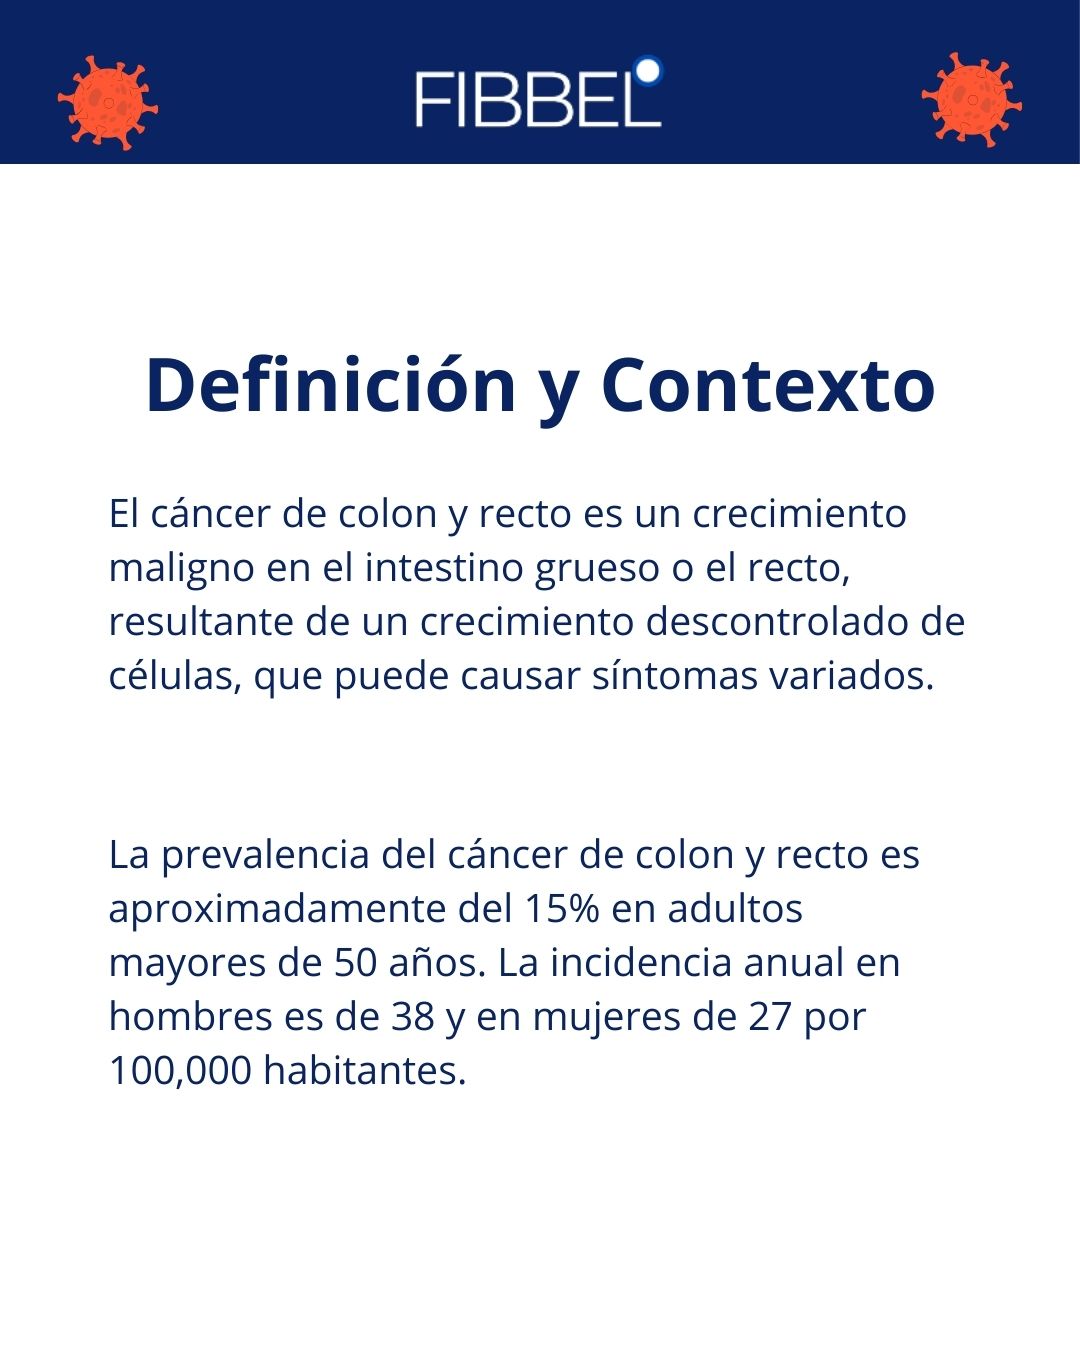 FIBBEL
Definición y Contexto
El cáncer de colon y recto es un crecimiento
maligno en el intestino grueso o el recto,
resultante de un crecimiento descontrolado de
células, que puede causar síntomas variados.
La prevalencia del cáncer de colon y recto es
aproximadamente del 15% en adultos
mayores de 50 años. La incidencia anual en
hombres es de 38 y en mujeres de 27 por
100,000 habitantes.